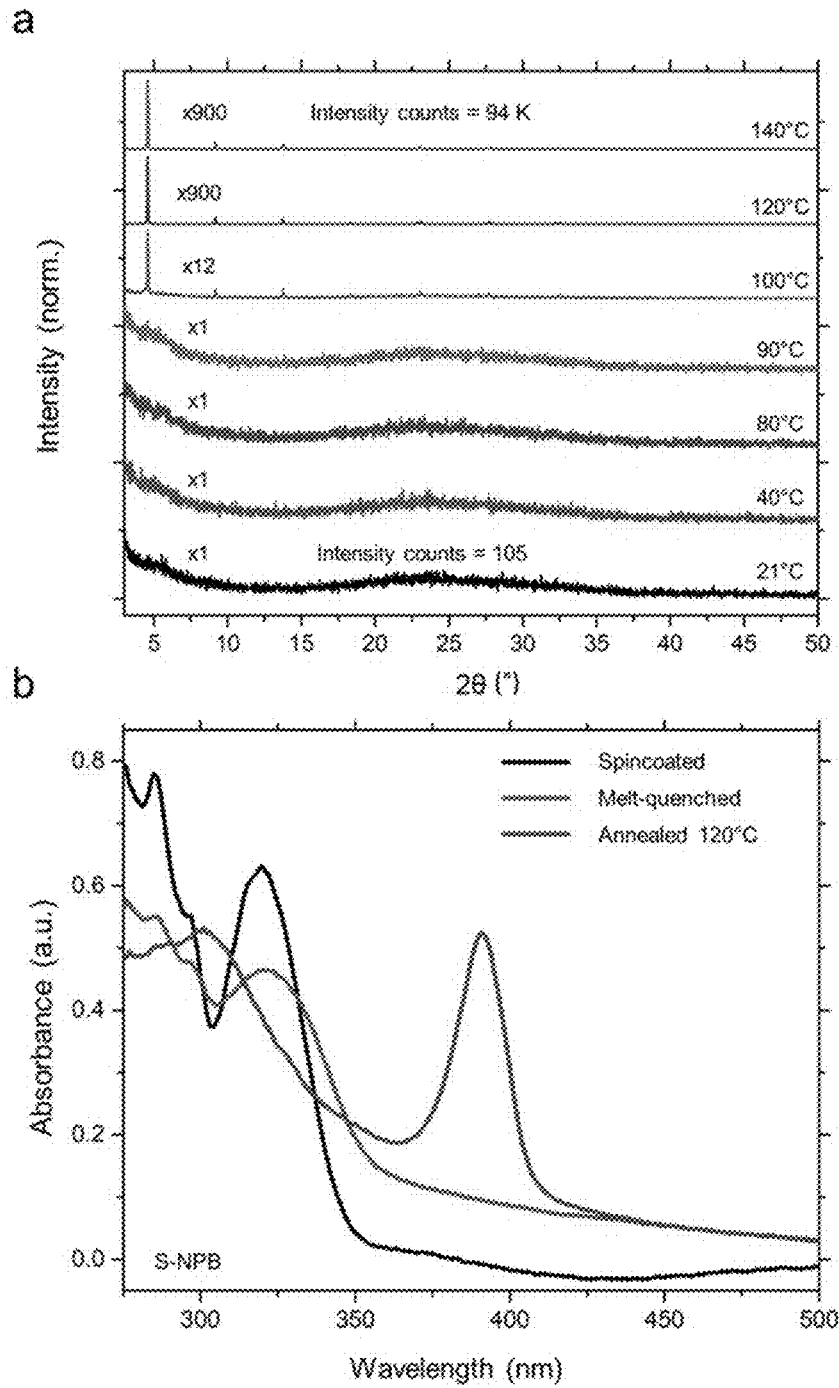 a
x900 Intensity counts = 94 K 140°C
x900 120°C
x12 100°C
x1 90°C
x1 80°C
x1 40°C
x1 Intensity counts = 105 21°C
Intensity (norm.)
5 10 15 20 25 30 35 40 45 50
2θ (°)
b
0.8
0.6
0.4
0.2
0.0
Absorbance (a.u.)
Spincoated
Melt-quenched
Annealed 120°C
S-NPB
300 350 400 450 500
Wavelength (nm)